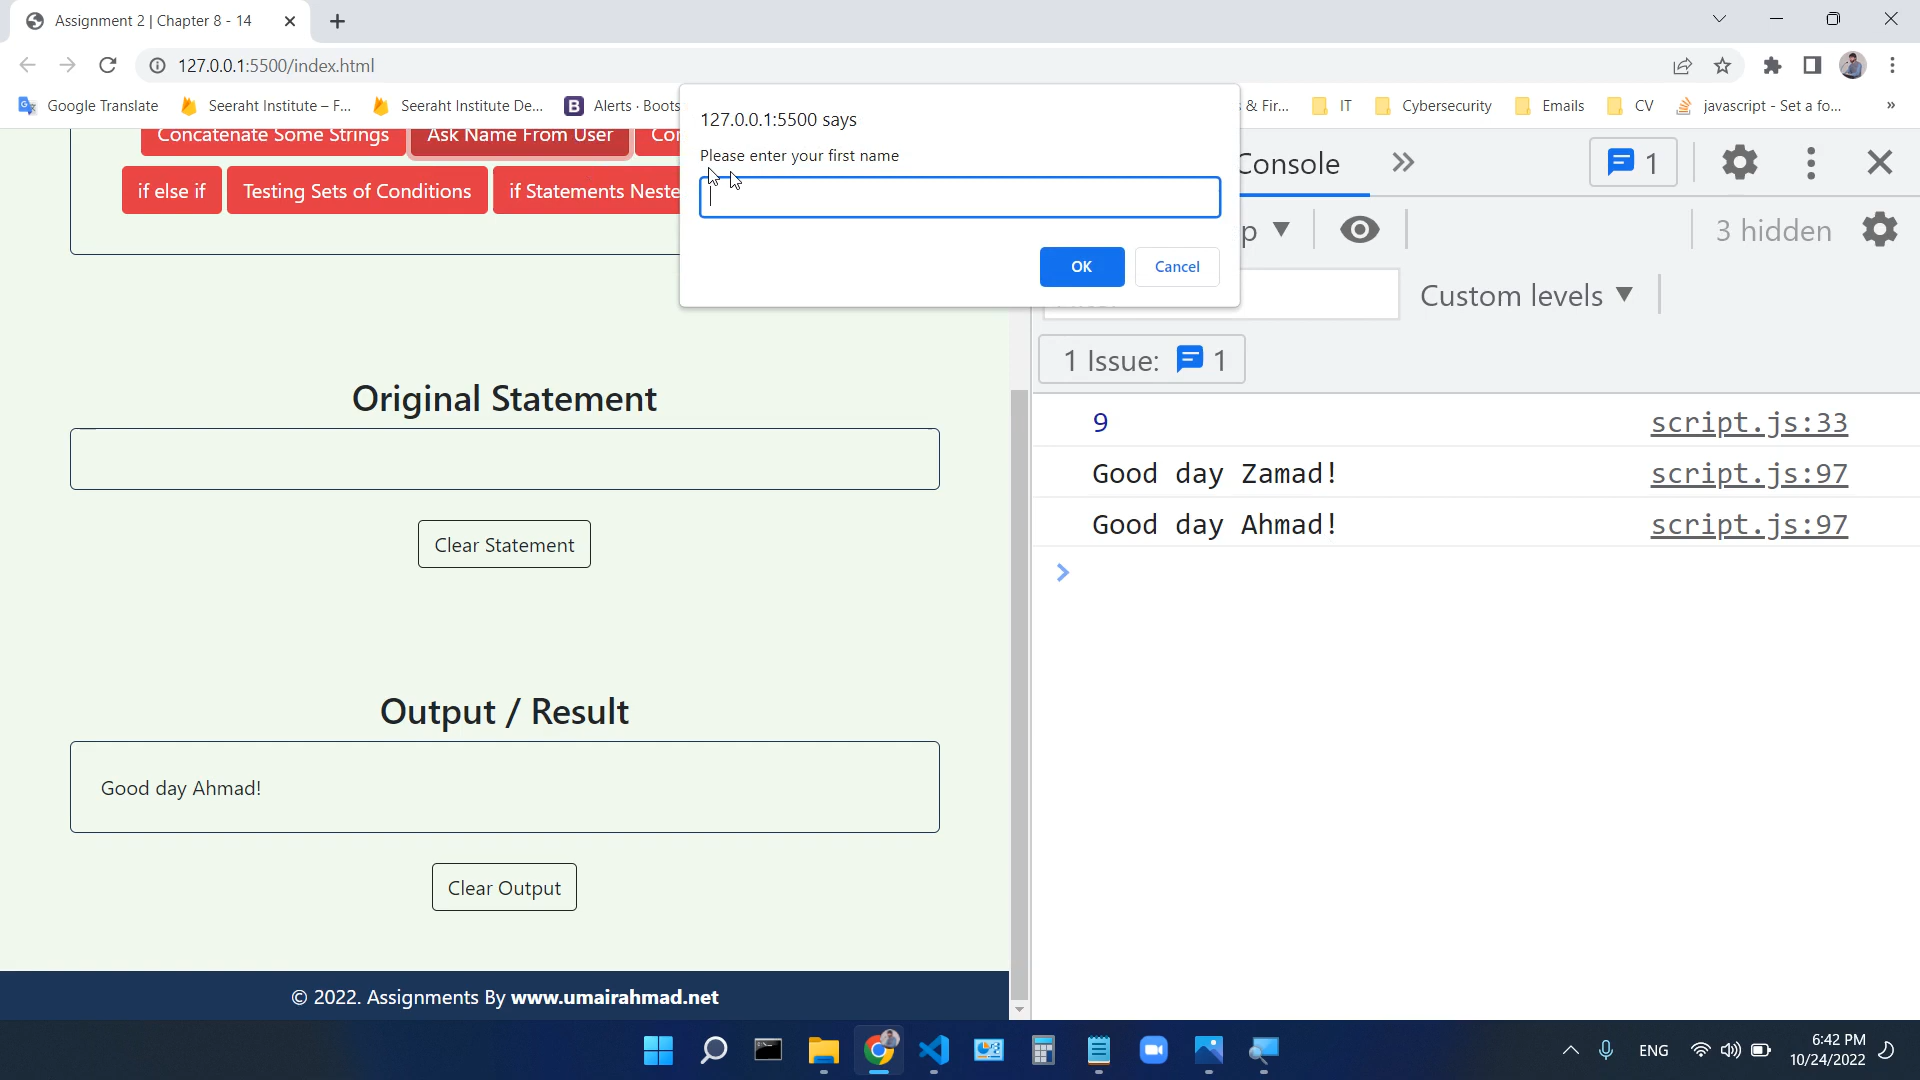 Assignment 2 | Chapter 8 - 14
127.0.0.1:5500/index.html
Google Translate
Seeraht Institute – F...
Seeraht Institute De...
B
Alerts · Boots
& Fir...
IT
Cybersecurity
Emails
CV
javascript - Set a fo...
»
127.0.0.1:5500 says
Please enter your first name
OK
Cancel
Concatenate Some Strings
Ask Name From User
if else if
Testing Sets of Conditions
if Statements Neste
Original Statement
Clear Statement
Output / Result
Good day Ahmad!
Clear Output
© 2022. Assignments By www.umairahmad.net
Console
1
p
3 hidden
Custom levels
1 Issue: 1
9 script.js:33
Good day Zamad! script.js:97
Good day Ahmad! script.js:97
ENG
6:42 PM
10/24/2022